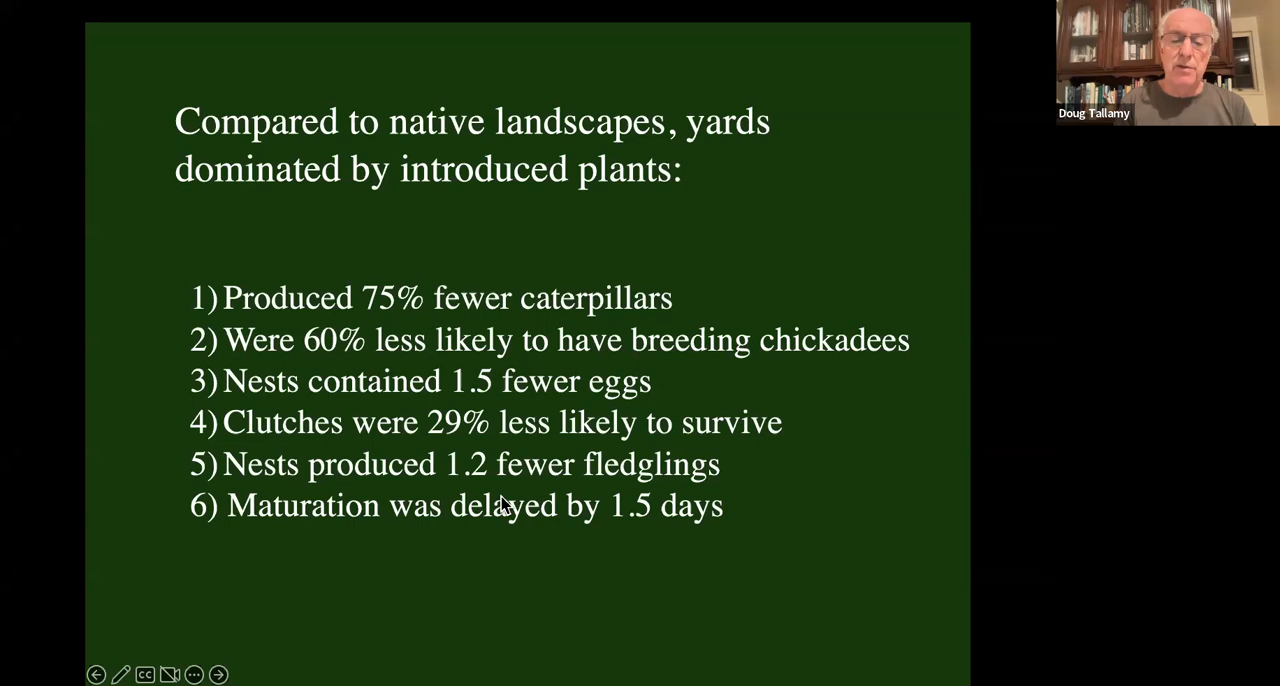 Compared to native landscapes, yards
dominated by introduced plants:
1) Produced 75% fewer caterpillars
2) Were 60% less likely to have breeding chickadees
3) Nests contained 1.5 fewer eggs
4) Clutches were 29% less likely to survive
5) Nests produced 1.2 fewer fledglings
6) Maturation was delayed by 1.5 days
Doug Tallamy
CC